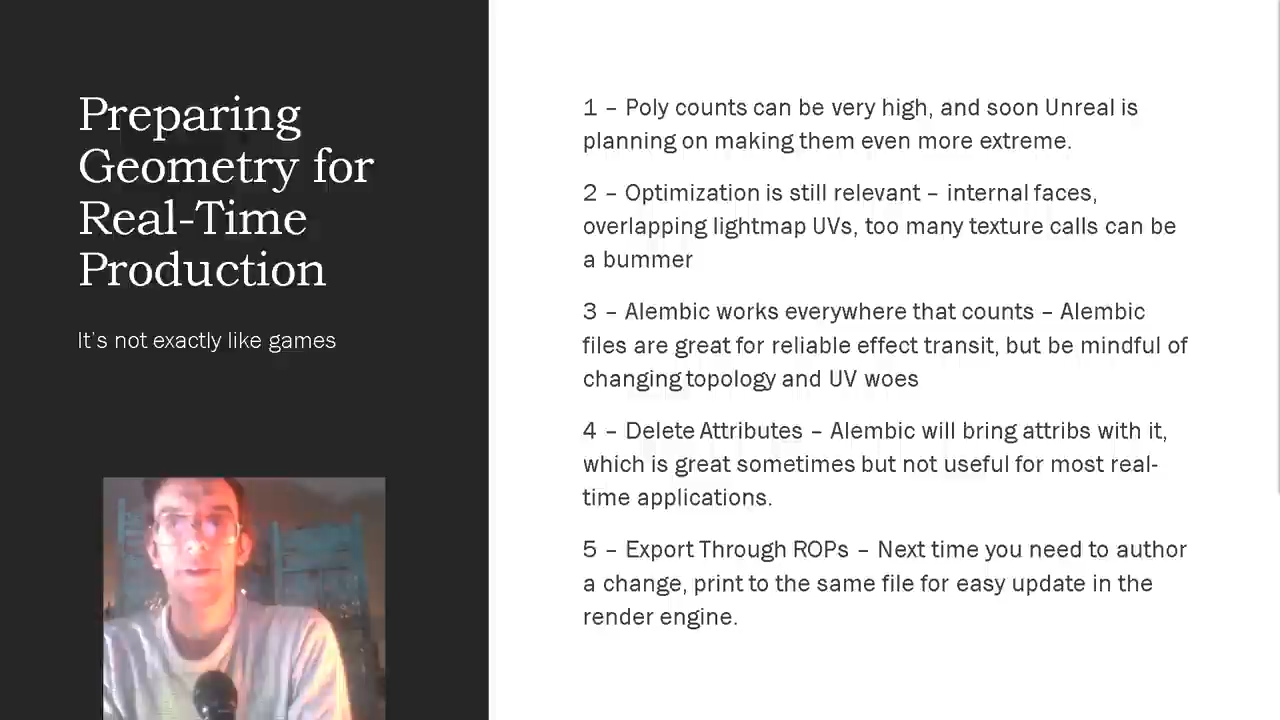 Preparing
Geometry for
Real-Time
Production
It's not exactly like games
1 – Poly counts can be very high, and soon Unreal is
planning on making them even more extreme.
2 – Optimization is still relevant – internal faces,
overlapping lightmap UVs, too many texture calls can be
a bummer
3 – Alembic works everywhere that counts – Alembic
files are great for reliable effect transit, but be mindful of
changing topology and UV woes
4 – Delete Attributes – Alembic will bring attribs with it,
which is great sometimes but not useful for most real-
time applications.
5 – Export Through ROPs – Next time you need to author
a change, print to the same file for easy update in the
render engine.